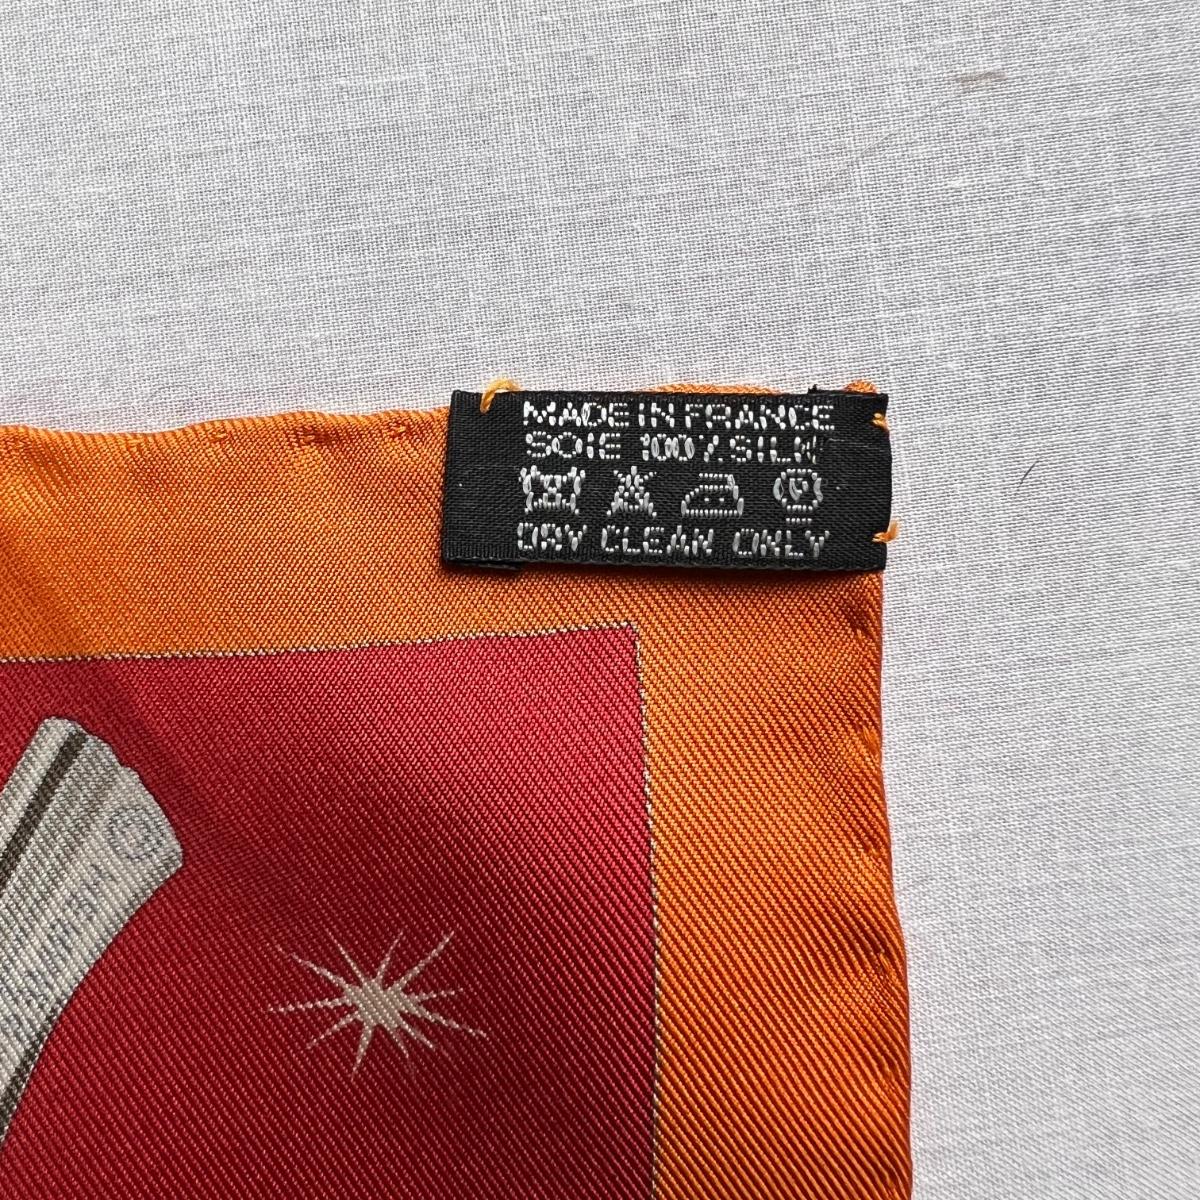 MADE IN FRANCE
SOIE 100% SILK
P
DRY CLEAN ONLY